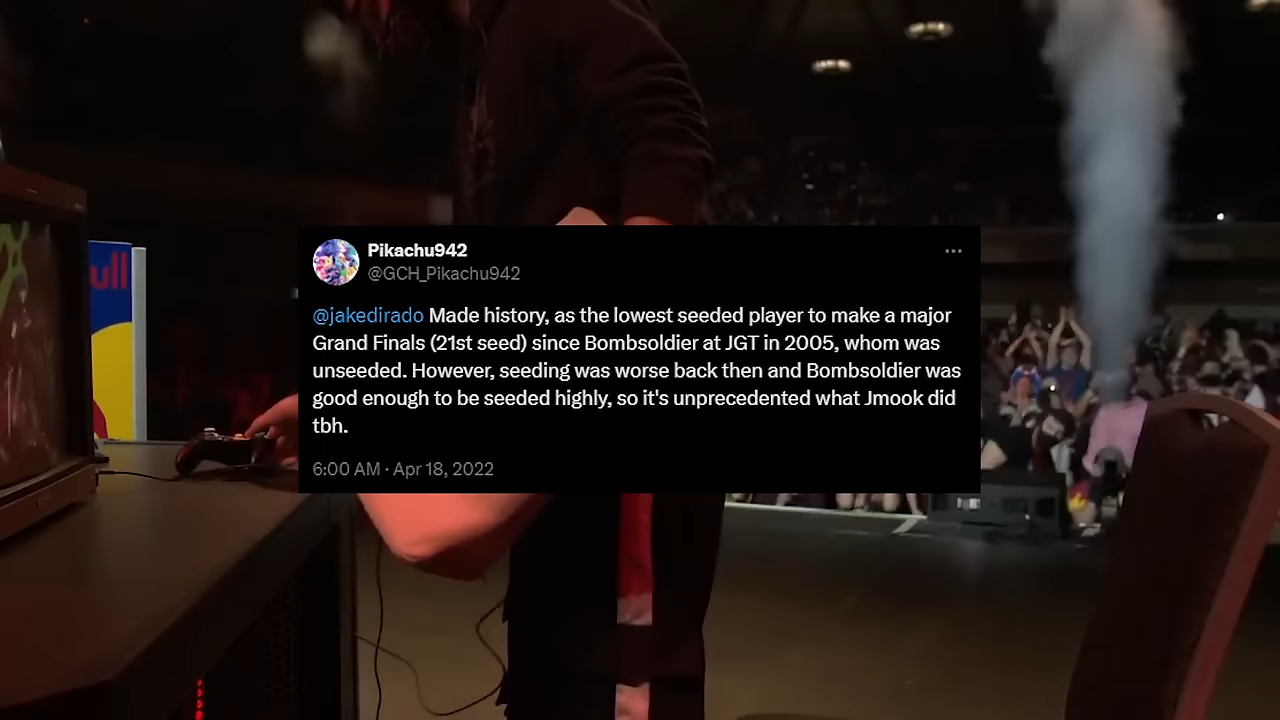 ull
Pikachu942
@GCH_Pikachu942
@jakedirado Made history, as the lowest seeded player to make a major
Grand Finals (21st seed) since Bombsoldier at JGT in 2005, whom was
unseeded. However, seeding was worse back then and Bombsoldier was
good enough to be seeded highly, so it's unprecedented what Jmook did
tbh.
6:00 AM · Apr 18, 2022